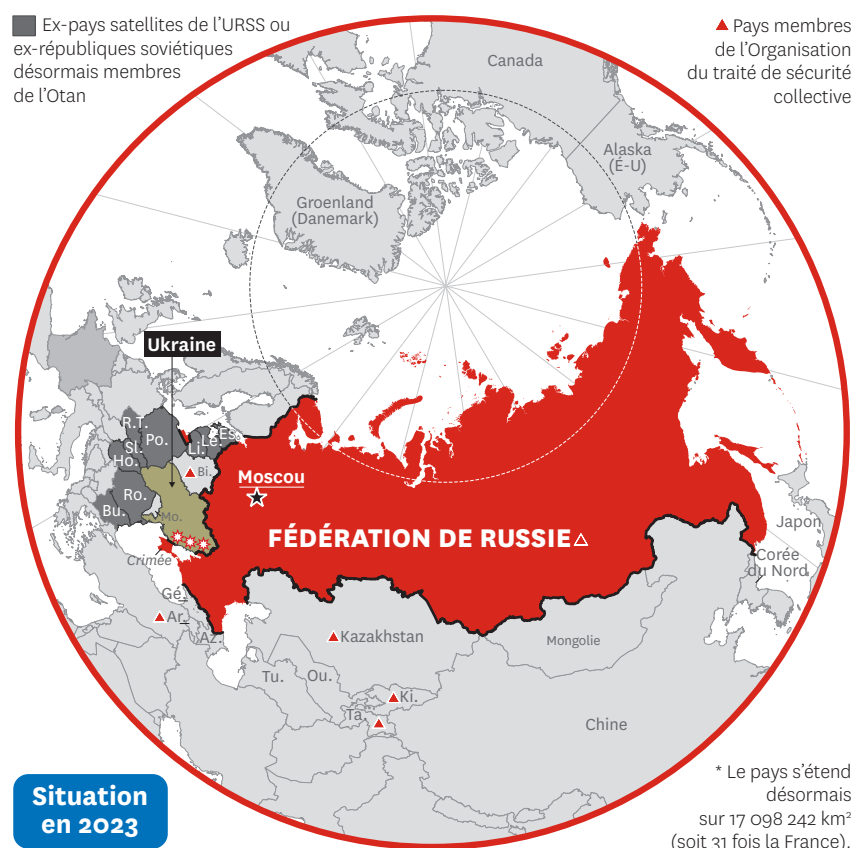 Ex-pays satellites de l'URSS ou
ex-républiques soviétiques
désormais membres
de l'Otan
Pays membres
de l'Organisation
du traité de sécurité
collective
Canada
Alaska
(É-U)
Groenland
(Danemark)
Ukraine
R.T.
Po.
Sl.
Ho.
Li.
Le.
Es.
Bi.
Ro.
Bu.
Mo.
Moscou
FÉDÉRATION DE RUSSIE
Crimée
Gé.
Ar.
Az.
Kazakhstan
Tu.
Ou.
Ki.
Ta.
Mongolie
Chine
Japon
Corée
du Nord
Situation
en 2023
* Le pays s'étend
désormais
sur 17 098 242 km²
(soit 31 fois la France).